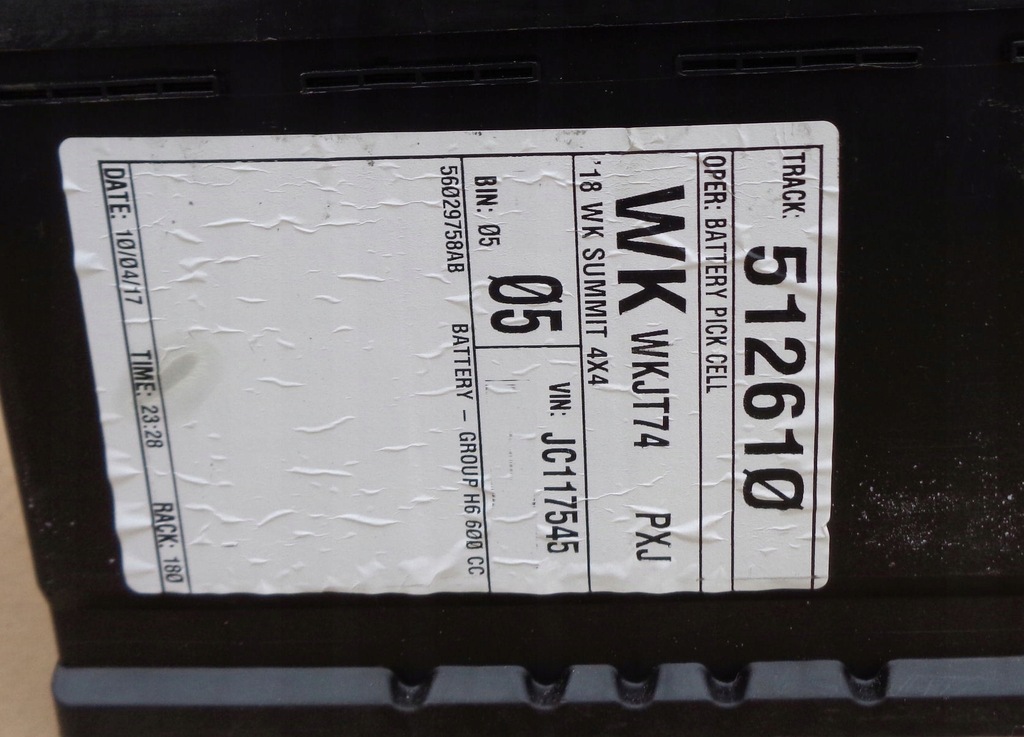 TRACK: 512610
OPER: BATTERY PICK CELL
WK WKJT74 PXJ
'18 WK SUMMIT 4X4
BIN: 05 05 VIN: JC117545
56029758AB BATTERY – GROUP H6 600 CC
DATE: 10/04/17 TIME: 23:28 RACK: 180